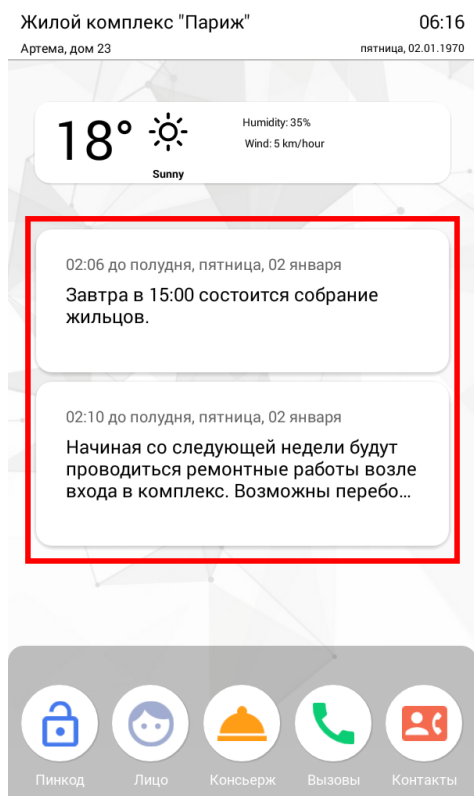 Жилой комплекс "Париж"
06:16
Артема, дом 23
пятница, 02.01.1970
18°
Sunny
Humidity: 35%
Wind: 5 km/hour
02:06 до полудня, пятница, 02 января
Завтра в 15:00 состоится собрание
жильцов.
02:10 до полудня, пятница, 02 января
Начиная со следующей недели будут
проводиться ремонтные работы возле
входа в комплекс. Возможны перебо...
Пинкод
Лицо
Консьерж
Вызовы
Контакты